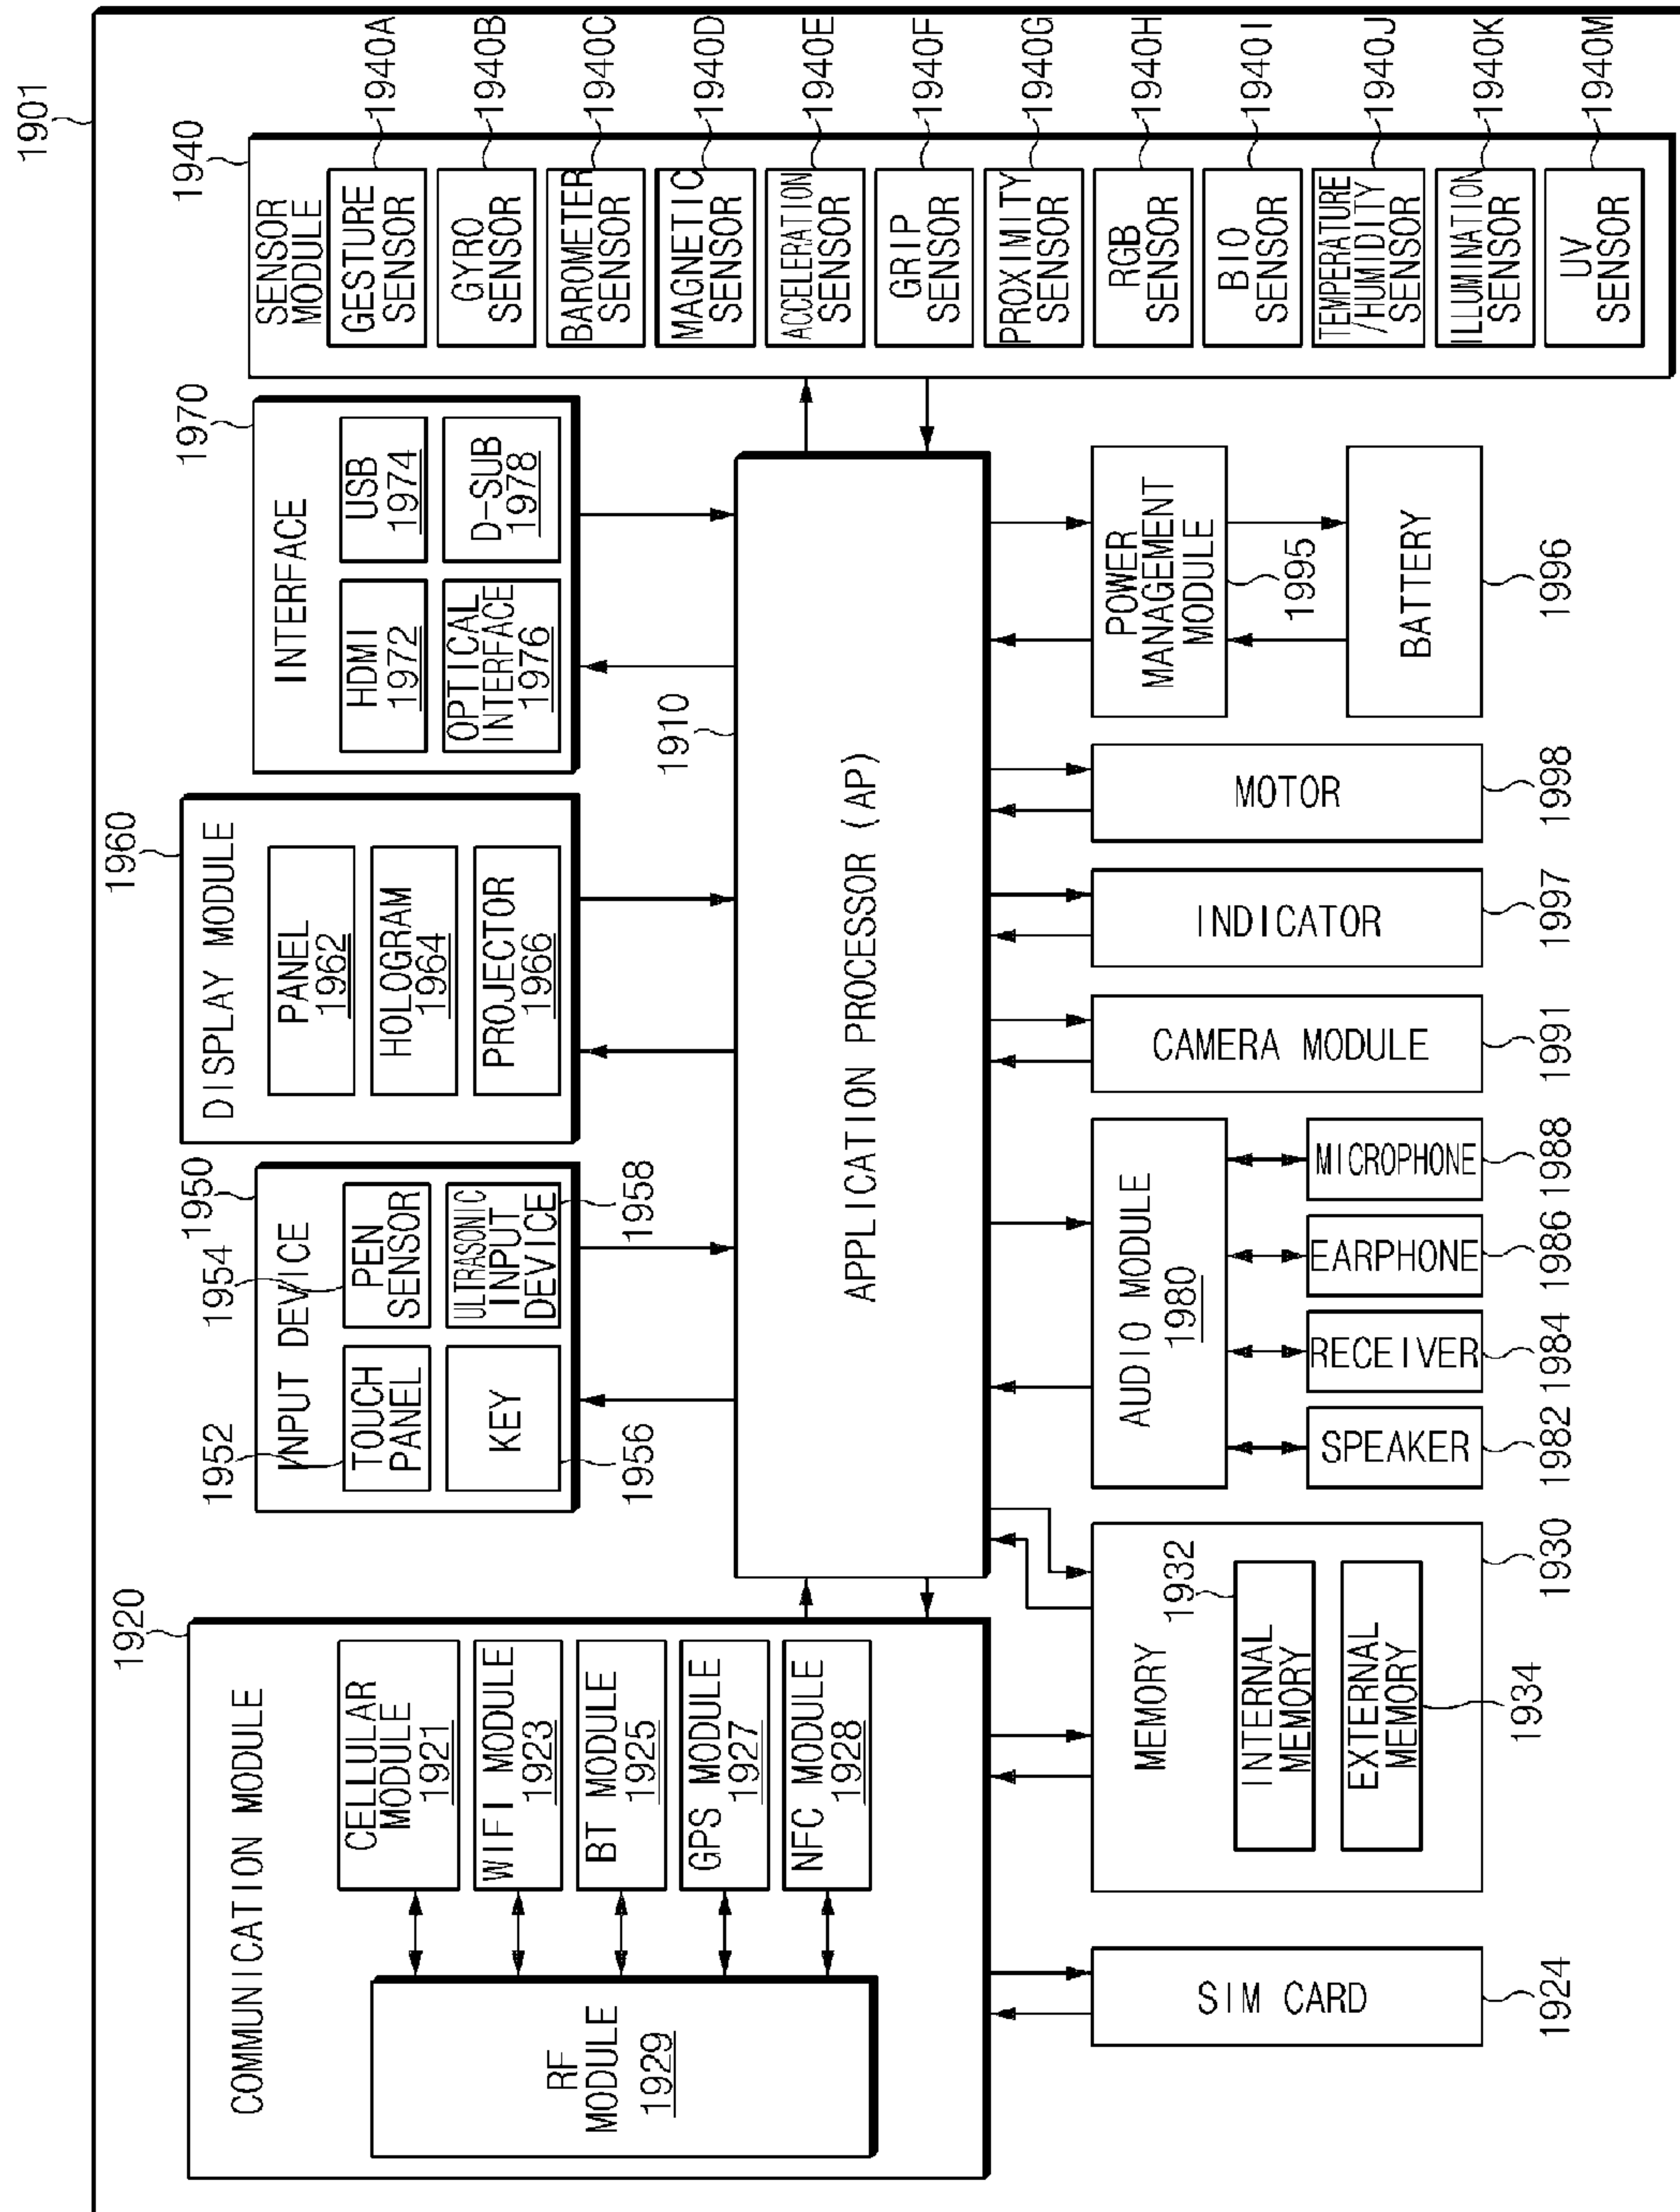 1901
1920
COMMUNICATION MODULE
RF
MODULE
1929
CELLULAR
MODULE
1921
WIFI MODULE
1923
BT MODULE
1925
GPS MODULE
1927
NFC MODULE
1928
1950
INPUT DEVICE
1952
TOUCH
PANEL
1954
PEN
SENSOR
KEY
1956
ULTRASONIC
INPUT
DEVICE
1958
1960
DISPLAY MODULE
PANEL
1962
HOLOGRAM
1964
PROJECTOR
1966
1970
INTERFACE
HDMI
1972
USB
1974
OPTICAL
INTERFACE
1976
D-SUB
1978
1940
SENSOR
MODULE
GESTURE
SENSOR
1940A
GYRO
SENSOR
1940B
BAROMETER
SENSOR
1940C
MAGNETIC
SENSOR
1940D
ACCELERATION
SENSOR
1940E
GRIP
SENSOR
1940F
PROXIMITY
SENSOR
1940G
RGB
SENSOR
1940H
BIO
SENSOR
1940I
TEMPERATURE
/HUMIDITY
SENSOR
1940J
ILLUMINATION
SENSOR
1940K
UV
SENSOR
1940M
1910
APPLICATION PROCESSOR (AP)
SIM CARD
1924
MEMORY
1932
INTERNAL
MEMORY
EXTERNAL
MEMORY
1934
1930
AUDIO MODULE
1980
SPEAKER
1982
RECEIVER
1984
EARPHONE
1986
MICROPHONE
1988
CAMERA MODULE
1991
INDICATOR
1997
MOTOR
1998
POWER
MANAGEMENT
MODULE
1995
BATTERY
1996